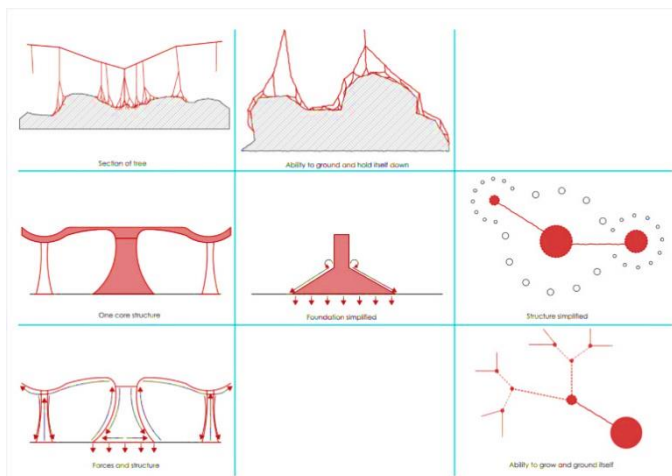 Section of tree
Ability to ground and hold itself down
One core structure
Foundation simplified
Structure simplified
Forces and structure
Ability to grow and ground itself